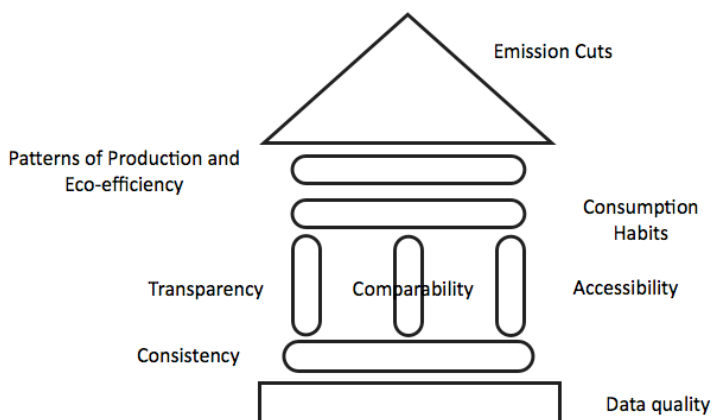 Emission Cuts
Patterns of Production and
Eco-efficiency
Consumption
Habits
Transparency
Comparability
Accessibility
Consistency
Data quality